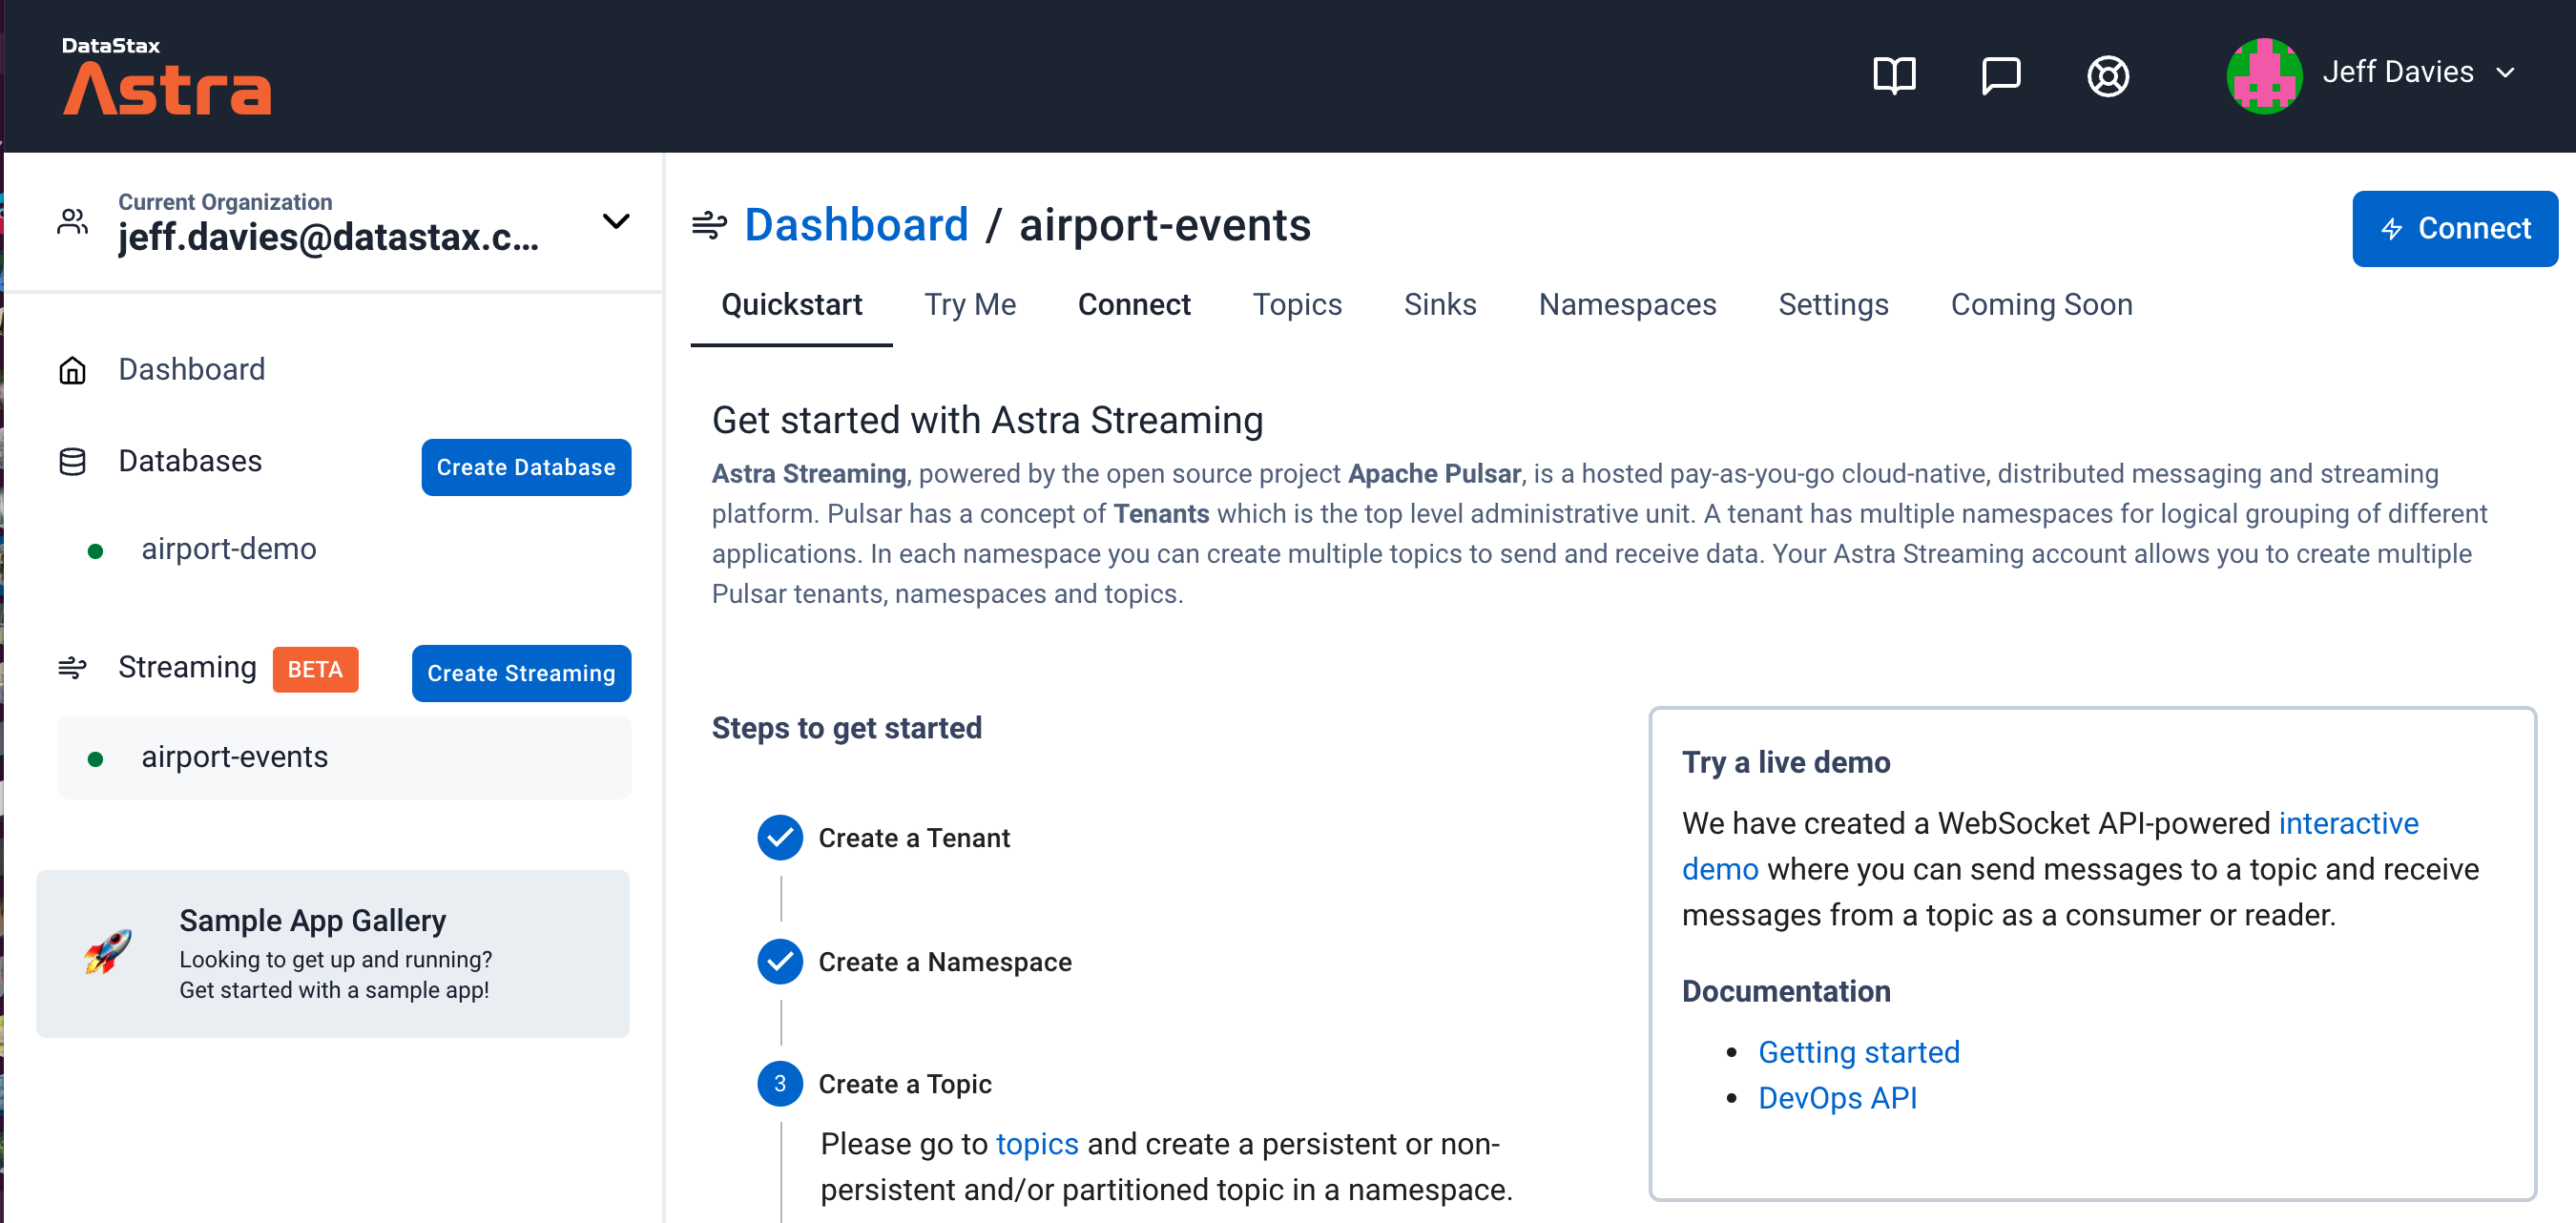 DataStax
Astra
Jeff Davies
Current Organization
jeff.davies@datastax.c...
Dashboard
Databases
Create Database
airport-demo
Streaming
BETA
Create Streaming
airport-events
Sample App Gallery
Looking to get up and running?
Get started with a sample app!
Dashboard / airport-events
Connect
Quickstart
Try Me
Connect
Topics
Sinks
Namespaces
Settings
Coming Soon
Get started with Astra Streaming
Astra Streaming, powered by the open source project Apache Pulsar, is a hosted pay-as-you-go cloud-native, distributed messaging and streaming
platform. Pulsar has a concept of Tenants which is the top level administrative unit. A tenant has multiple namespaces for logical grouping of different
applications. In each namespace you can create multiple topics to send and receive data. Your Astra Streaming account allows you to create multiple
Pulsar tenants, namespaces and topics.
Steps to get started
Create a Tenant
Create a Namespace
3 Create a Topic
Please go to topics and create a persistent or non-
persistent and/or partitioned topic in a namespace.
Try a live demo
We have created a WebSocket API-powered interactive
demo where you can send messages to a topic and receive
messages from a topic as a consumer or reader.
Documentation
• Getting started
• DevOps API